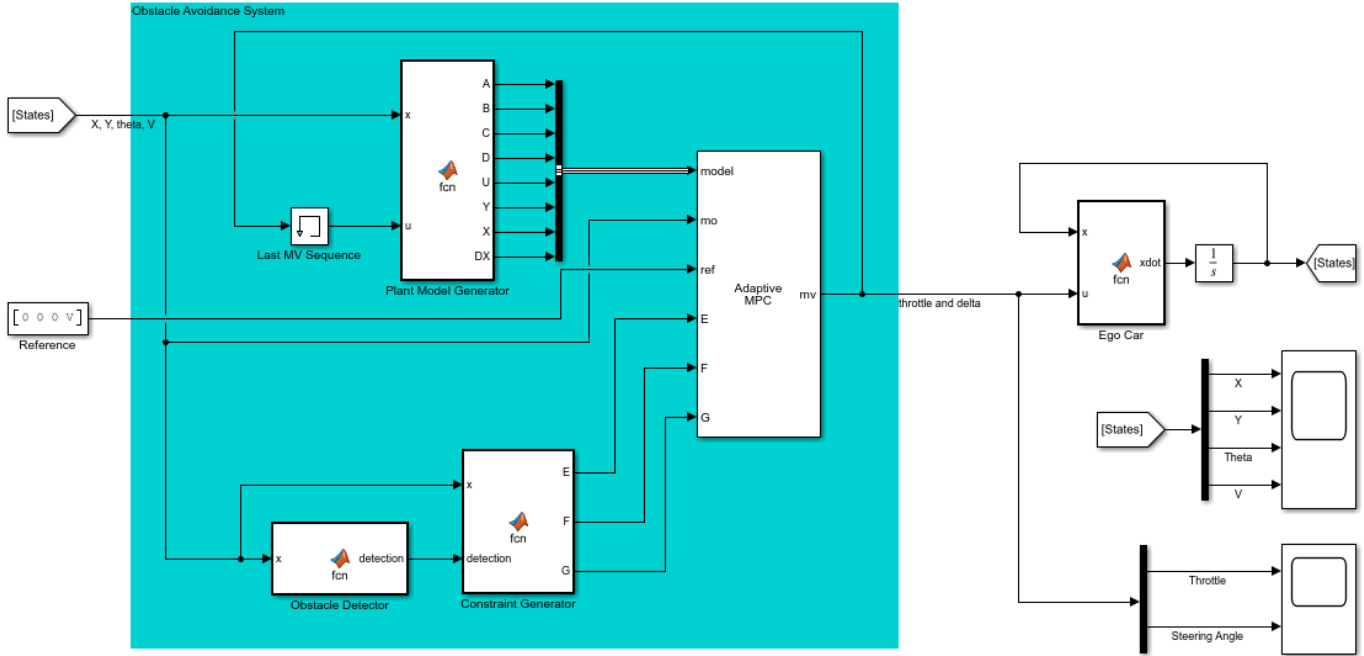 Obstacle Avoidance System
[States]
X, Y, theta, V
x
u
fcn
A
B
C
D
U
Y
X
DX
Plant Model Generator
Last MV Sequence
[ 0 0 0 V ]
Reference
model
mo
ref
E
F
G
Adaptive
MPC
mv
throttle and delta
x
u
fcn
xdot
Ego Car
1
s
[States]
[States]
X
Y
Theta
V
x
detection
fcn
E
F
G
Constraint Generator
x
fcn
detection
Obstacle Detector
Throttle
Steering Angle